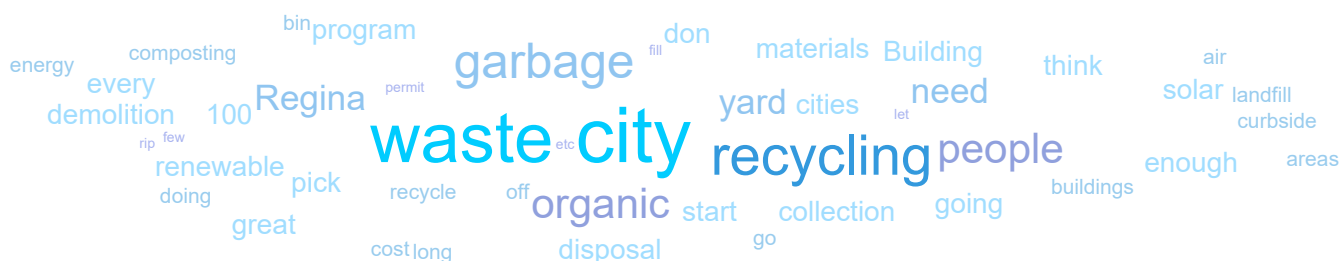 bin program don
composting garbage fill materials Building
energy think air
every permit need solar landfill
demolition 100 Regina yard cities let curbside
rip few waste etc city recycling people
renewable enough areas
doing pick recycle off organic start collection going buildings
great go
cost long disposal